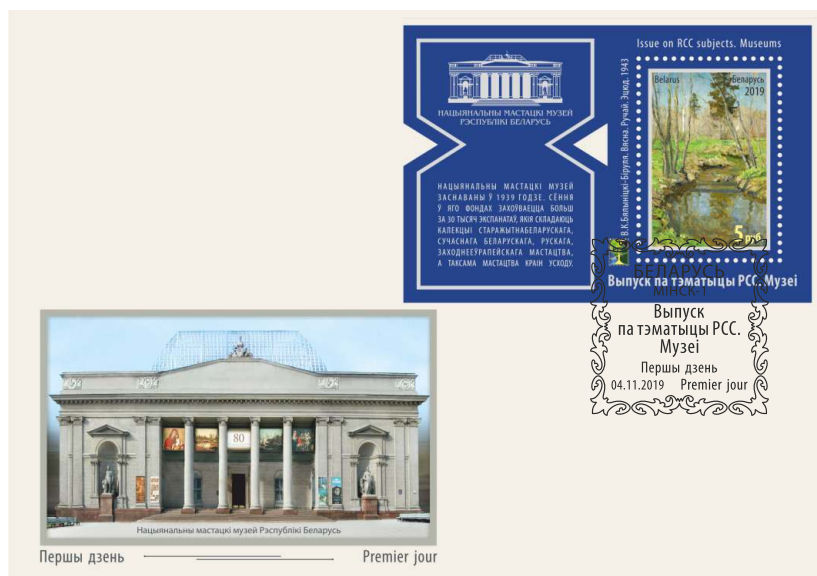 Issue on RCC subjects. Museums
НАЦЫЯНАЛЬНЫ МАСТАЦКІ МУЗЕЙ
РЭСПУБЛІКІ БЕЛАРУСЬ
НАЦЫЯНАЛЬНЫ МАСТАЦКІ МУЗЕЙ
ЗАСНАВАНЫ Ў 1939 ГОДЗЕ. СЁННЯ
Ў ЯГО ФОНДАХ ЗАХОЎВАЕЦЦА БОЛЬШ
ЗА 30 ТЫСЯЧ ЭКСПАНАТАЎ, ЯКІЯ СКЛАДАЮЦЬ
КАЛЕКЦЫІ СТАРАЖЫТНАБЕЛАРУСКАГА,
СУЧАСНАГА БЕЛАРУСКАГА, РУСКАГА,
ЗАХОДНЕЕЎРАПЕЙСКАГА МАСТАЦТВА,
А ТАКСАМА МАСТАЦТВА КРАІН УСХОДУ.
В.К.Бялыніцкі-Біруля. Вясна. Ручай. Эцюд. 1943
Belarus
Беларусь
2019
5 руб
Выпуск па тэматыцы РСС. Музеі
БЕЛАРУСЬ
МІНСК-1
Выпуск
па тэматыцы РСС.
Музеі
Першы дзень
04.11.2019 Premier jour
80
Нацыянальны мастацкі музей Рэспублікі Беларусь
Першы дзень Premier jour